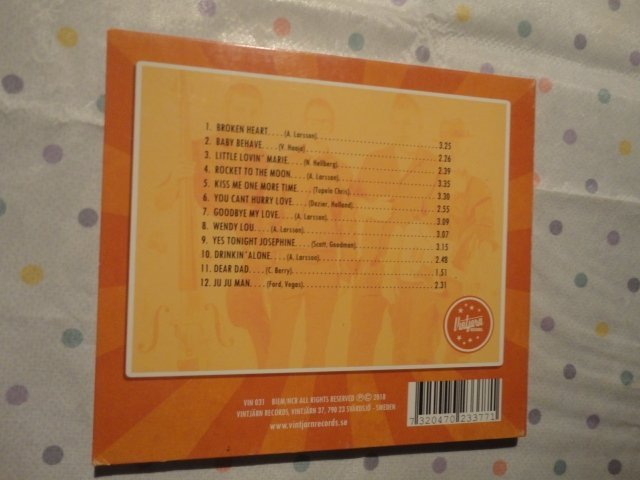 1. BROKEN HEART....(A. Larsson) 3.25
2. BABY BEHAVE....(V. Haaja) 2.26
3. LITTLE LOVIN' MARIE.(N. Hellberg) 2.39
4. ROCKET TO THE MOON....(A. Larsson) 3.35
5. KISS ME ONE MORE TIME....(Tupelo Chris) 3.30
6. YOU CANT HURRY LOVE....(Dozier, Holland) 2.55
7. GOODBYE MY LOVE....(A. Larsson) 3.09
8. WENDY LOU....(A. Larsson) 3.07
9. YES TONIGHT JOSEPHINE....(Scott, Goodman) 3.15
10. DRINKIN' ALONE....(A. Larsson) 2.48
11. DEAR DAD....(C. Berry) 1.51
12. JU JU MAN....(Ford, Vegas) 2.31
Vintjärn
RECORDS
VIN 031 BIEM/NCB ALL RIGHTS RESERVED ℗© 2018
VINTJÄRN RECORDS, VINTJÄRN 37, 790 23 SVÄRDSJÖ - SWEDEN
www.vintjarnrecords.se
7 320470 233771